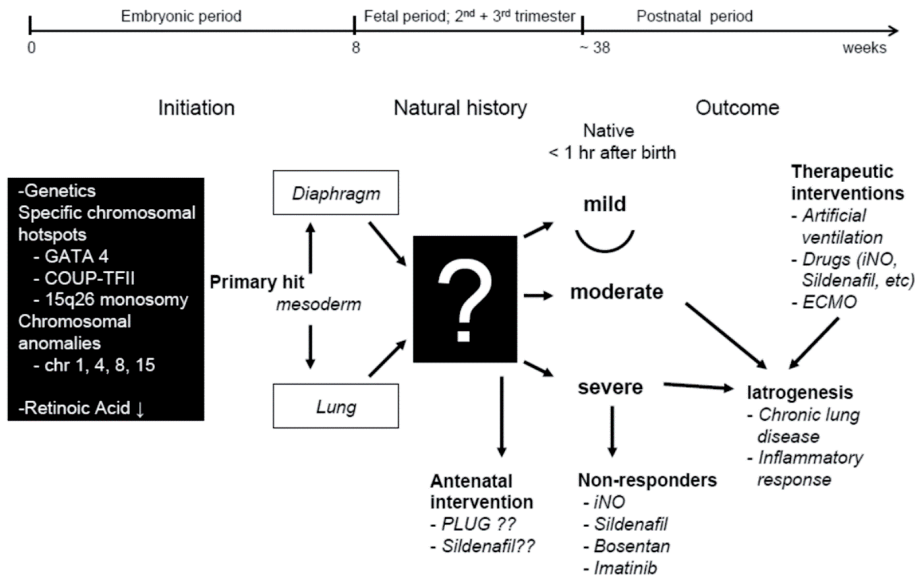 Embryonic period
Fetal period; 2nd + 3rd trimester
Postnatal period
0
8
~ 38
weeks
Initiation
Natural history
Outcome
Native
< 1 hr after birth
-Genetics
Specific chromosomal
hotspots
- GATA 4
- COUP-TFII
- 15q26 monosomy
Chromosomal
anomalies
- chr 1, 4, 8, 15
-Retinoic Acid ↓
Primary hit
Diaphragm
mesoderm
Lung
?
mild
moderate
severe
Therapeutic
interventions
- Artificial
ventilation
- Drugs (iNO,
Sildenafil, etc)
- ECMO
Iatrogenesis
- Chronic lung
disease
- Inflammatory
response
Antenatal
intervention
- PLUG ??
- Sildenafil??
Non-responders
- iNO
- Sildenafil
- Bosentan
- Imatinib